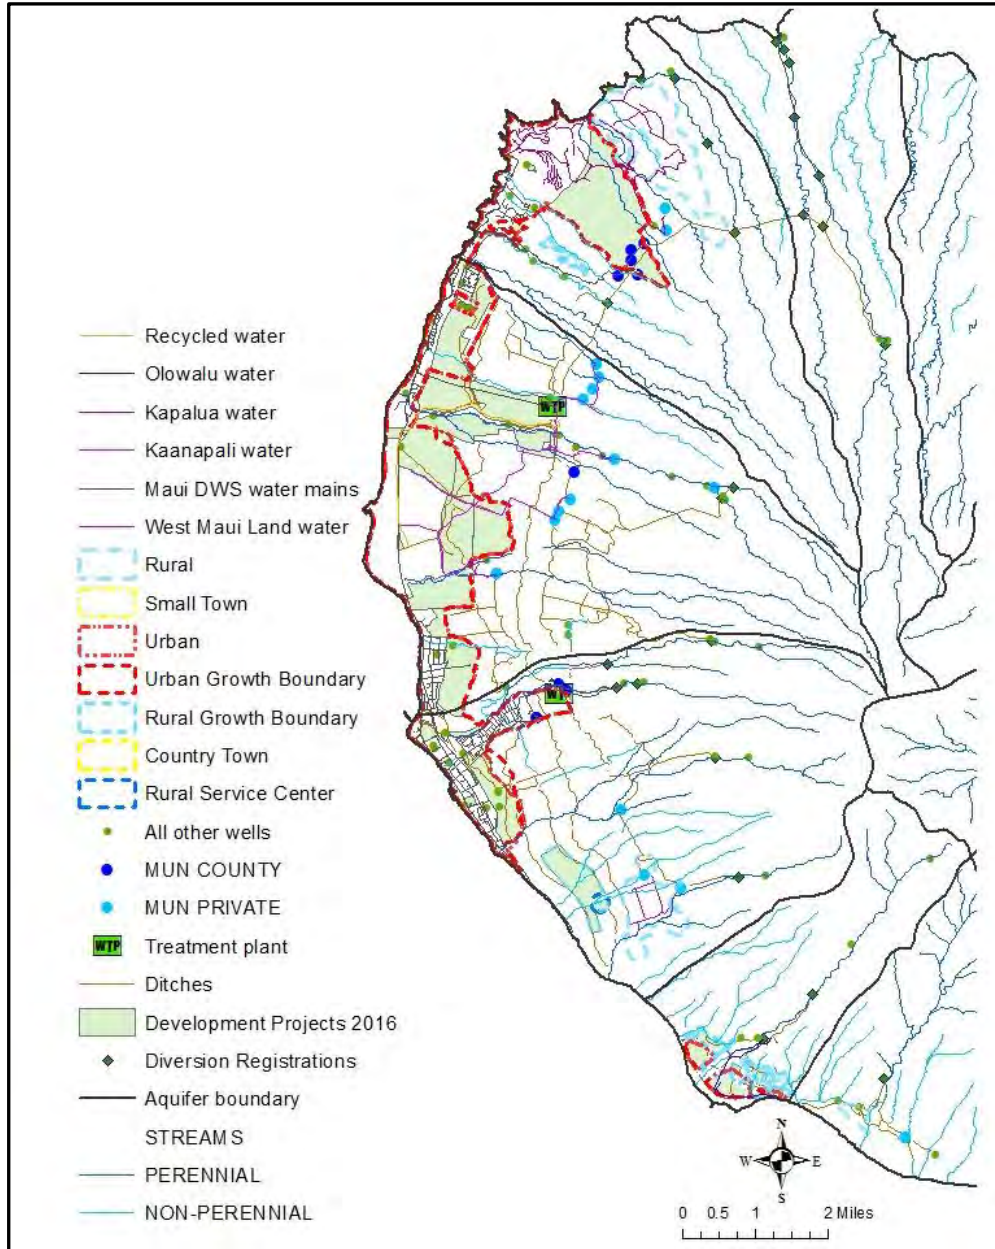 Recycled water
Olowalu water
Kapalua water
Kaanapali water
Maui DWS water mains
West Maui Land water
Rural
Small Town
Urban
Urban Growth Boundary
Rural Growth Boundary
Country Town
Rural Service Center
All other wells
MUN COUNTY
MUN PRIVATE
WTP Treatment plant
Ditches
Development Projects 2016
Diversion Registrations
Aquifer boundary
STREAMS
PERENNIAL
NON-PERENNIAL
WTP
WTP
N
W E
S
0 0.5 1 2 Miles